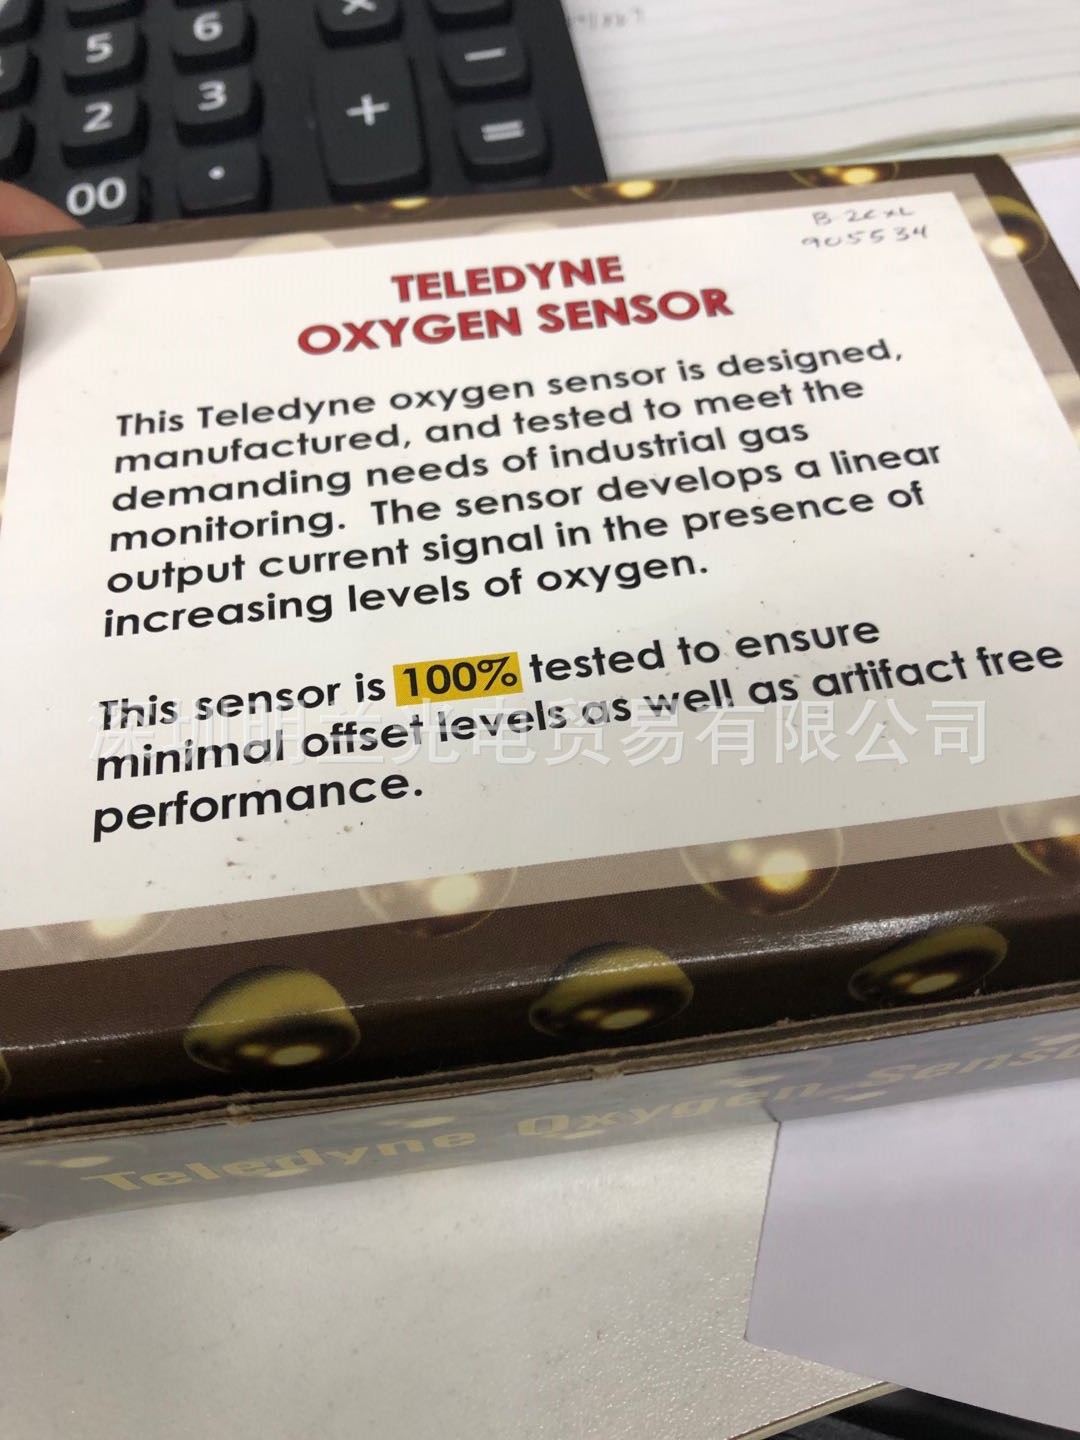 ×
5
6
−
2
3
+
=
00
.
B-2CXL
905534
TELEDYNE
OXYGEN SENSOR
This Teledyne oxygen sensor is designed,
manufactured, and tested to meet the
demanding needs of industrial gas
monitoring. The sensor develops a linear
output current signal in the presence of
increasing levels of oxygen.
This sensor is 100% tested to ensure
minimal offset levels as well as artifact free
performance.
深圳明兰光电贸易有限公司
Teledyne Oxygen Senso